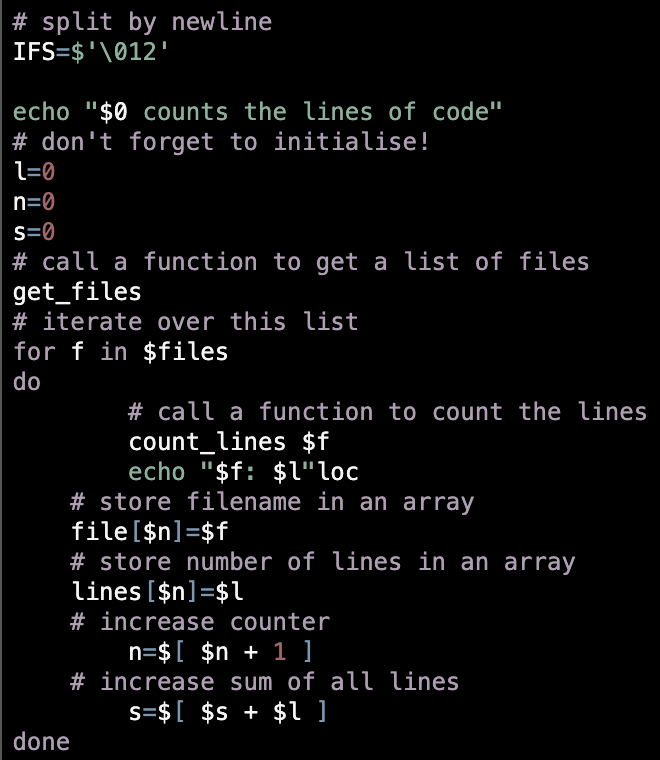 # split by newline
IFS=$'\012'

echo "$0 counts the lines of code"
# don't forget to initialise!
l=0
n=0
s=0
# call a function to get a list of files
get_files
# iterate over this list
for f in $files
do
        # call a function to count the lines
        count_lines $f
        echo "$f: $l"loc
    # store filename in an array
    file[$n]=$f
    # store number of lines in an array
    lines[$n]=$l
    # increase counter
        n=$[ $n + 1 ]
    # increase sum of all lines
        s=$[ $s + $l ]
done